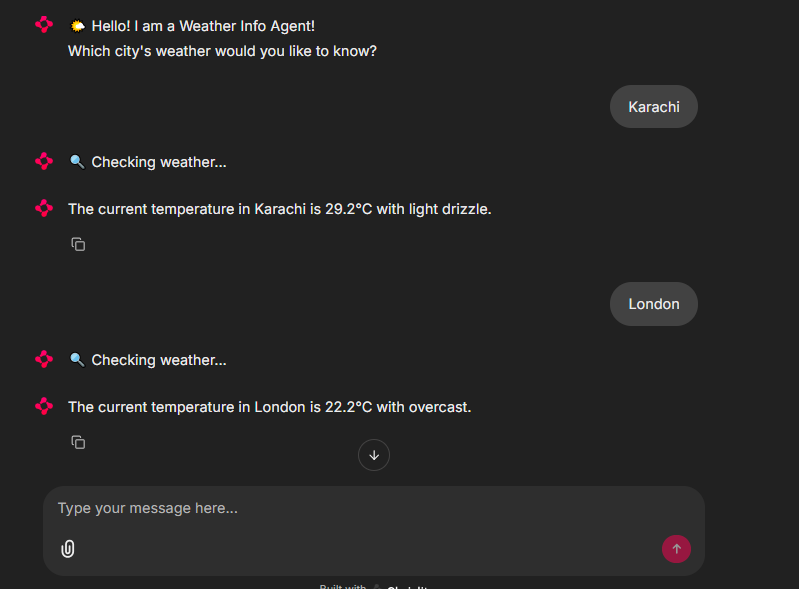 🌤️ Hello! I am a Weather Info Agent!
Which city's weather would you like to know?
Karachi
🔍 Checking weather...
The current temperature in Karachi is 29.2°C with light drizzle.
London
🔍 Checking weather...
The current temperature in London is 22.2°C with overcast.
Type your message here...
Built with